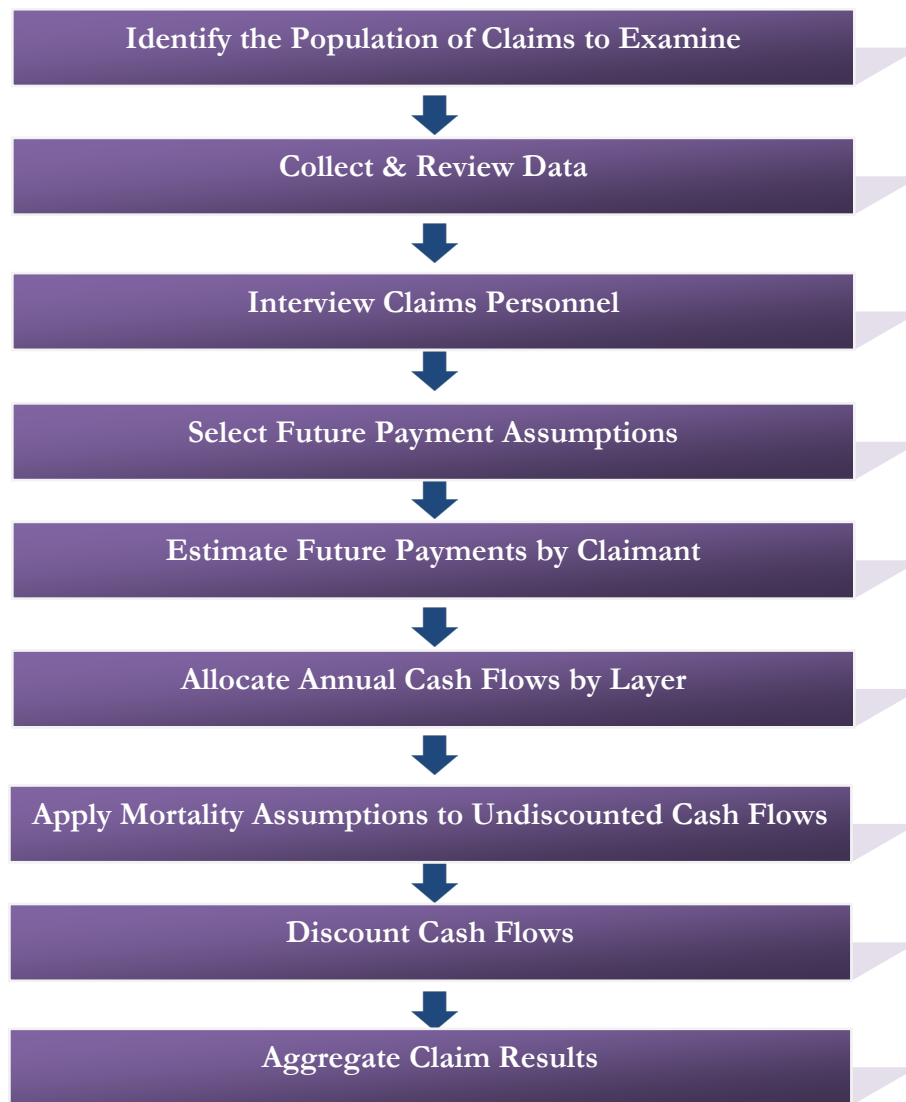 Identify the Population of Claims to Examine
Collect & Review Data
Interview Claims Personnel
Select Future Payment Assumptions
Estimate Future Payments by Claimant
Allocate Annual Cash Flows by Layer
Apply Mortality Assumptions to Undiscounted Cash Flows
Discount Cash Flows
Aggregate Claim Results